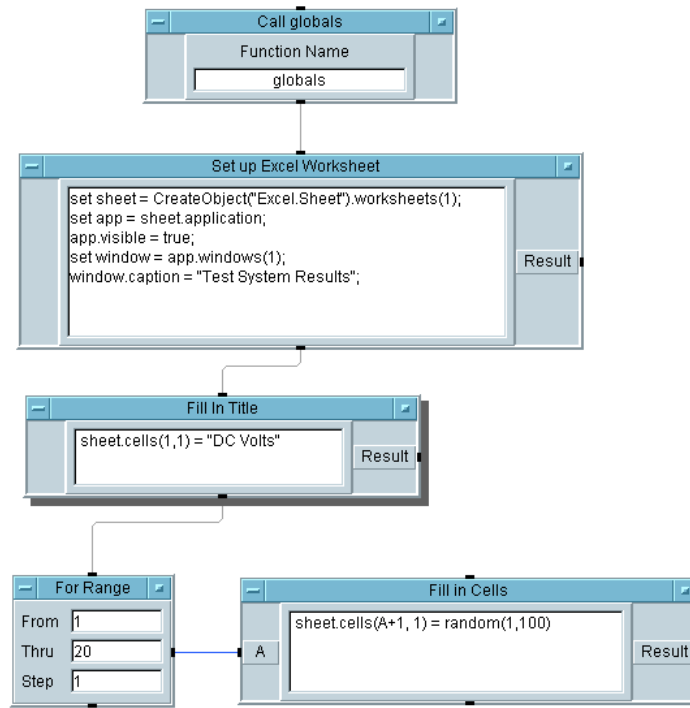 Call globals
Function Name
globals
Set up Excel Worksheet
set sheet = CreateObject("Excel.Sheet").worksheets(1);
set app = sheet.application;
app.visible = true;
set window = app.windows(1);
window.caption = "Test System Results";
Result
Fill In Title
sheet.cells(1,1) = "DC Volts"
Result
For Range
From 1
Thru 20
Step 1
Fill in Cells
A
sheet.cells(A+1, 1) = random(1,100)
Result